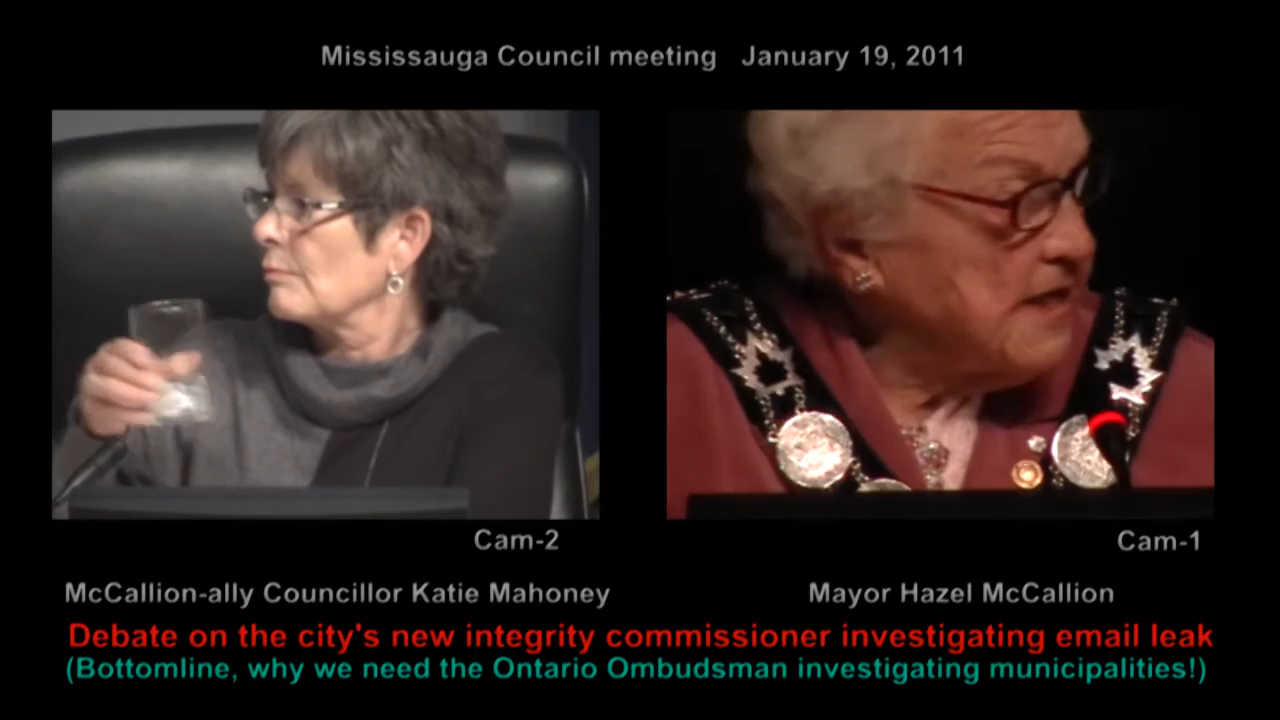 Mississauga Council meeting January 19, 2011
Cam-2
Cam-1
McCallion-ally Councillor Katie Mahoney
Mayor Hazel McCallion
Debate on the city's new integrity commissioner investigating email leak
(Bottomline, why we need the Ontario Ombudsman investigating municipalities!)